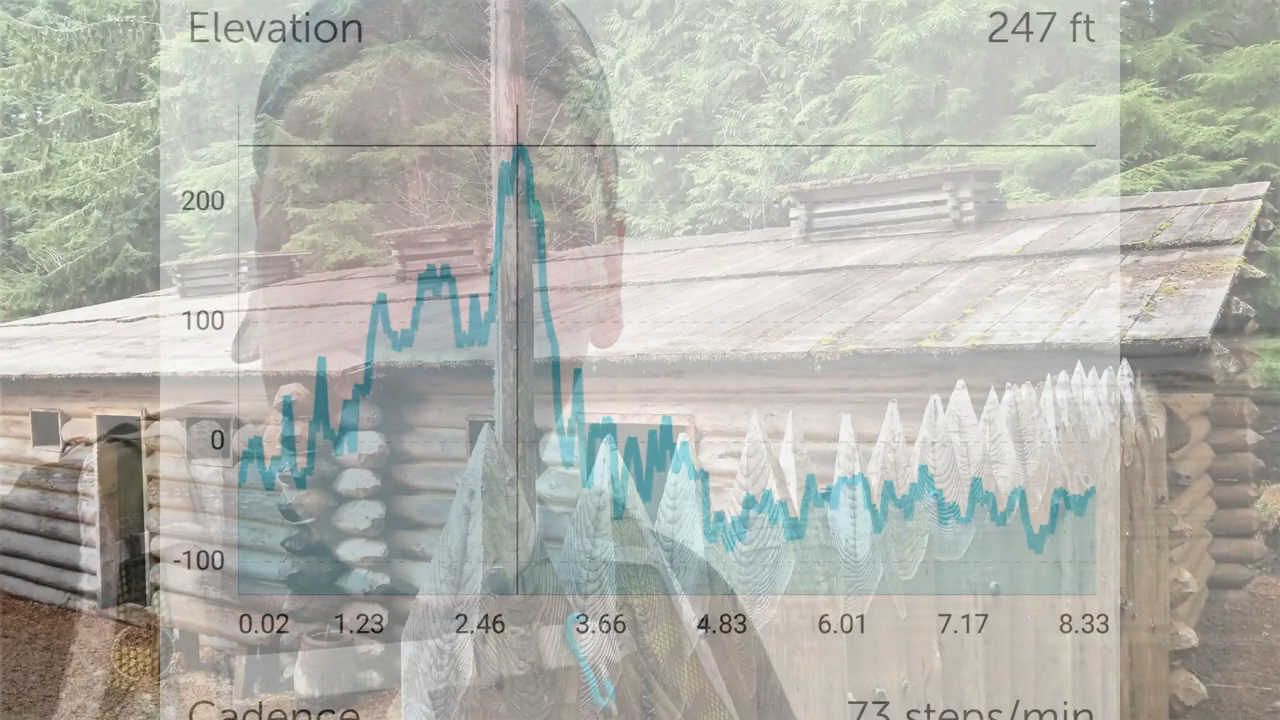 Elevation 247 ft
200
100
0
-100
0.02 1.23 2.46 3.66 4.83 6.01 7.17 8.33
Cadence 73 steps/min